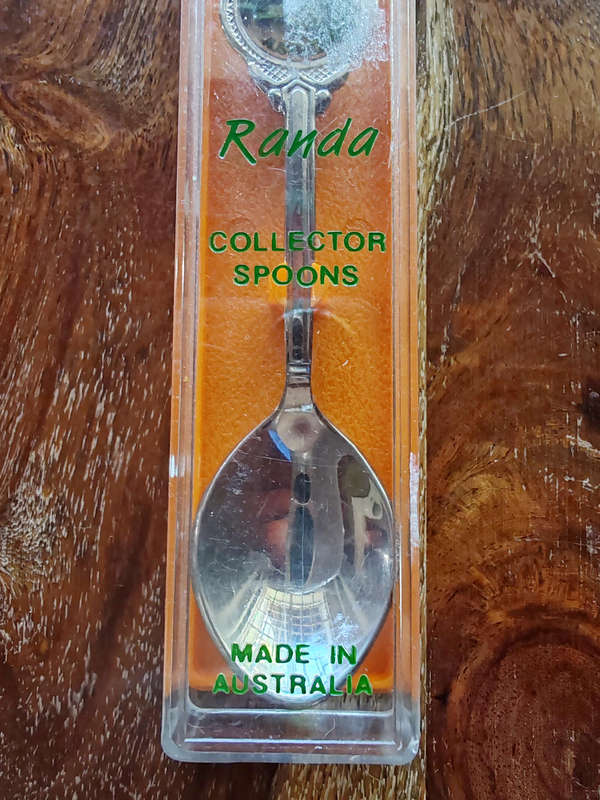 Randa
COLLECTOR
SPOONS
MADE IN
AUSTRALIA